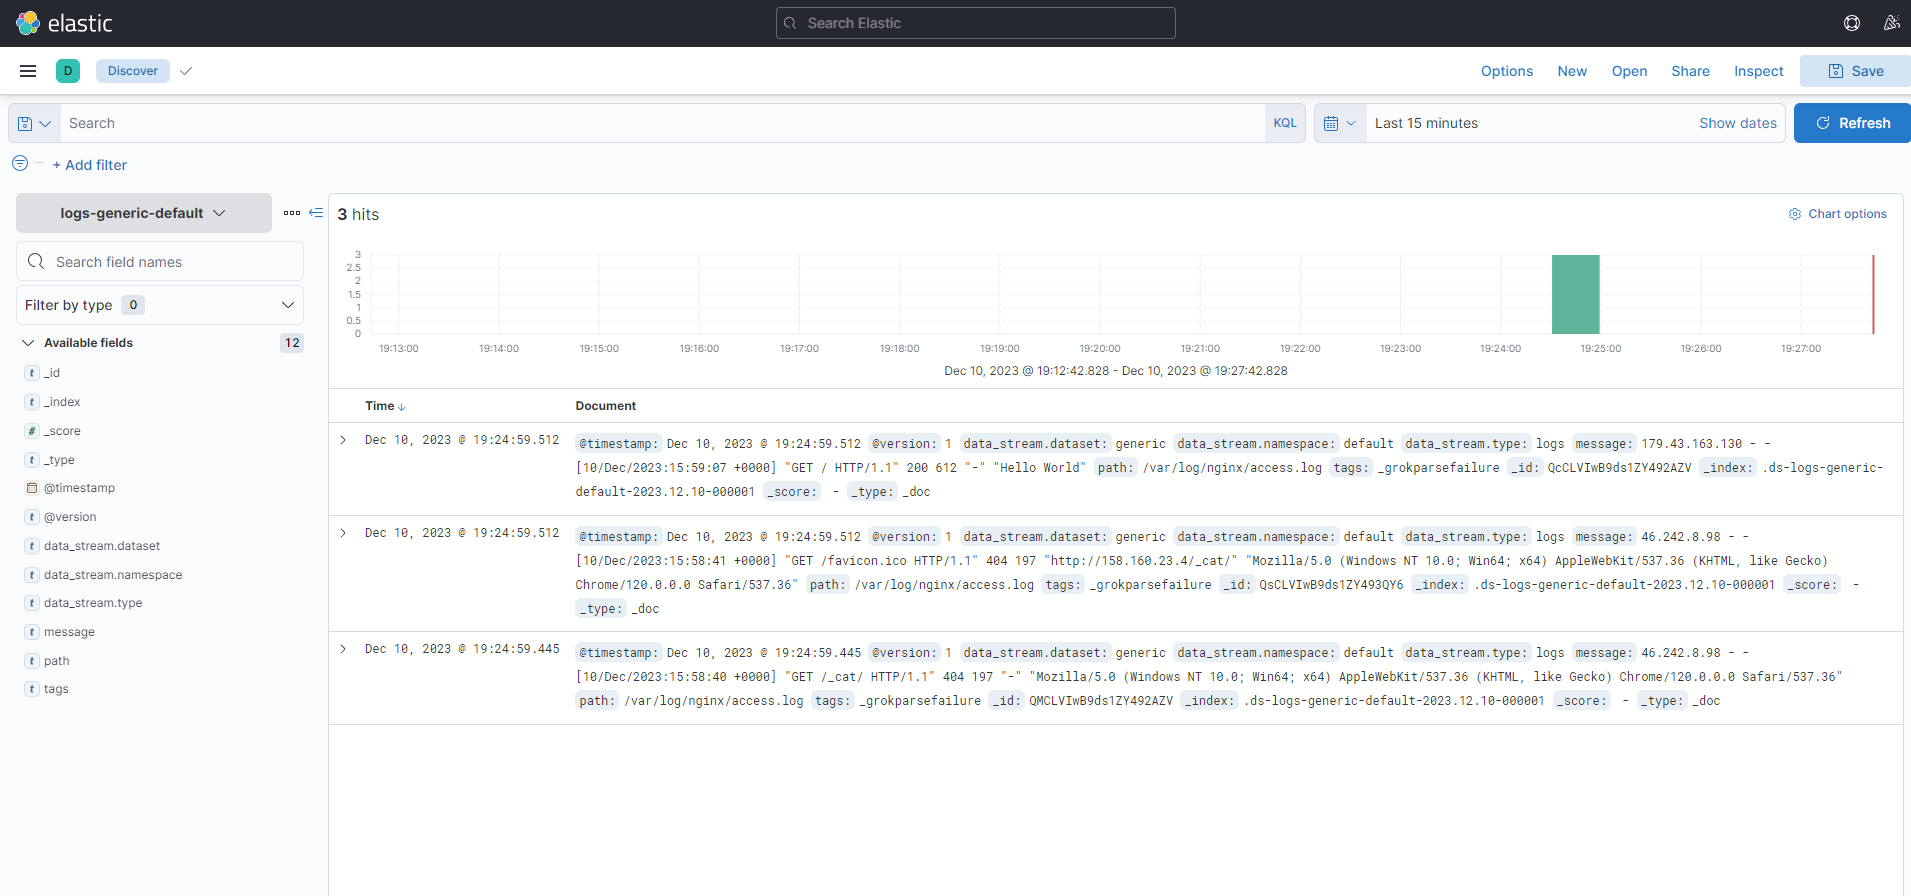 elastic
Search Elastic
D
Discover
Options New Open Share Inspect Save
Search
KQL
Last 15 minutes
Show dates
Refresh
+ Add filter
logs-generic-default
Search field names
Filter by type 0
Available fields 12
t _id
t _index
# _score
t _type
@timestamp
t @version
t data_stream.dataset
t data_stream.namespace
t data_stream.type
t message
t path
t tags
3 hits
Chart options
3
2.5
2
1.5
1
0.5
0
19:13:00 19:14:00 19:15:00 19:16:00 19:17:00 19:18:00 19:19:00 19:20:00 19:21:00 19:22:00 19:23:00 19:24:00 19:25:00 19:26:00 19:27:00
Dec 10, 2023 @ 19:12:42.828 - Dec 10, 2023 @ 19:27:42.828
Time ↓ Document
Dec 10, 2023 @ 19:24:59.512 @timestamp: Dec 10, 2023 @ 19:24:59.512 @version: 1 data_stream.dataset: generic data_stream.namespace: default data_stream.type: logs message: 179.43.163.130 - -
[10/Dec/2023:15:59:07 +0000] "GET / HTTP/1.1" 200 612 "-" "Hello World" path: /var/log/nginx/access.log tags: _grokparsefailure _id: QcCLVIwB9ds1ZY492AZV _index: .ds-logs-generic-
default-2023.12.10-000001 _score: - _type: _doc
Dec 10, 2023 @ 19:24:59.512 @timestamp: Dec 10, 2023 @ 19:24:59.512 @version: 1 data_stream.dataset: generic data_stream.namespace: default data_stream.type: logs message: 46.242.8.98 - -
[10/Dec/2023:15:58:41 +0000] "GET /favicon.ico HTTP/1.1" 404 197 "http://158.160.23.4/_cat/" "Mozilla/5.0 (Windows NT 10.0; Win64; x64) AppleWebKit/537.36 (KHTML, like Gecko)
Chrome/120.0.0.0 Safari/537.36" path: /var/log/nginx/access.log tags: _grokparsefailure _id: QsCLVIwB9ds1ZY493QY6 _index: .ds-logs-generic-default-2023.12.10-000001 _score: -
_type: _doc
Dec 10, 2023 @ 19:24:59.445 @timestamp: Dec 10, 2023 @ 19:24:59.445 @version: 1 data_stream.dataset: generic data_stream.namespace: default data_stream.type: logs message: 46.242.8.98 - -
[10/Dec/2023:15:58:40 +0000] "GET /_cat/ HTTP/1.1" 404 197 "-" "Mozilla/5.0 (Windows NT 10.0; Win64; x64) AppleWebKit/537.36 (KHTML, like Gecko) Chrome/120.0.0.0 Safari/537.36"
path: /var/log/nginx/access.log tags: _grokparsefailure _id: QMCLVIwB9ds1ZY492AZV _index: .ds-logs-generic-default-2023.12.10-000001 _score: - _type: _doc